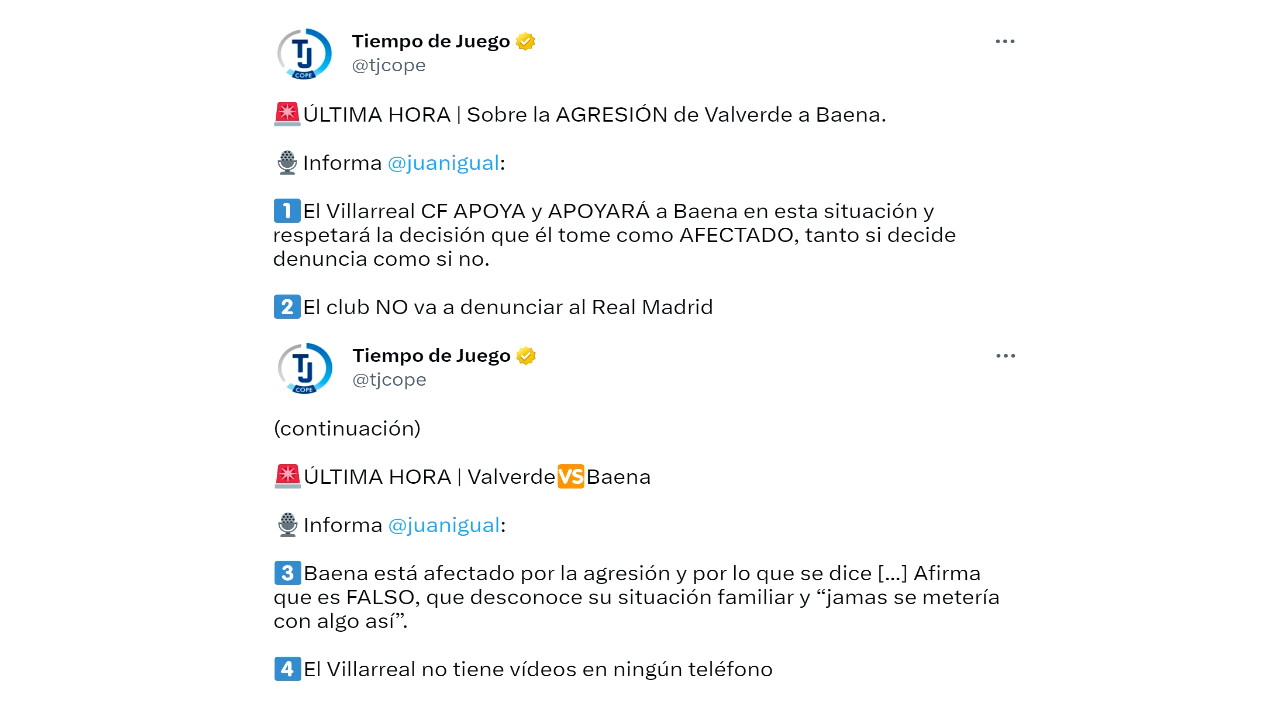 TJ
COPE
Tiempo de Juego
@tjcope
🚨ÚLTIMA HORA | Sobre la AGRESIÓN de Valverde a Baena.
🎙Informa @juanigual:
1️⃣El Villarreal CF APOYA y APOYARÁ a Baena en esta situación y
respetará la decisión que él tome como AFECTADO, tanto si decide
denuncia como si no.
2️⃣El club NO va a denunciar al Real Madrid
TJ
COPE
Tiempo de Juego
@tjcope
(continuación)
🚨ÚLTIMA HORA | Valverde🆚Baena
🎙Informa @juanigual:
3️⃣Baena está afectado por la agresión y por lo que se dice [...] Afirma
que es FALSO, que desconoce su situación familiar y “jamas se metería
con algo así”.
4️⃣El Villarreal no tiene vídeos en ningún teléfono